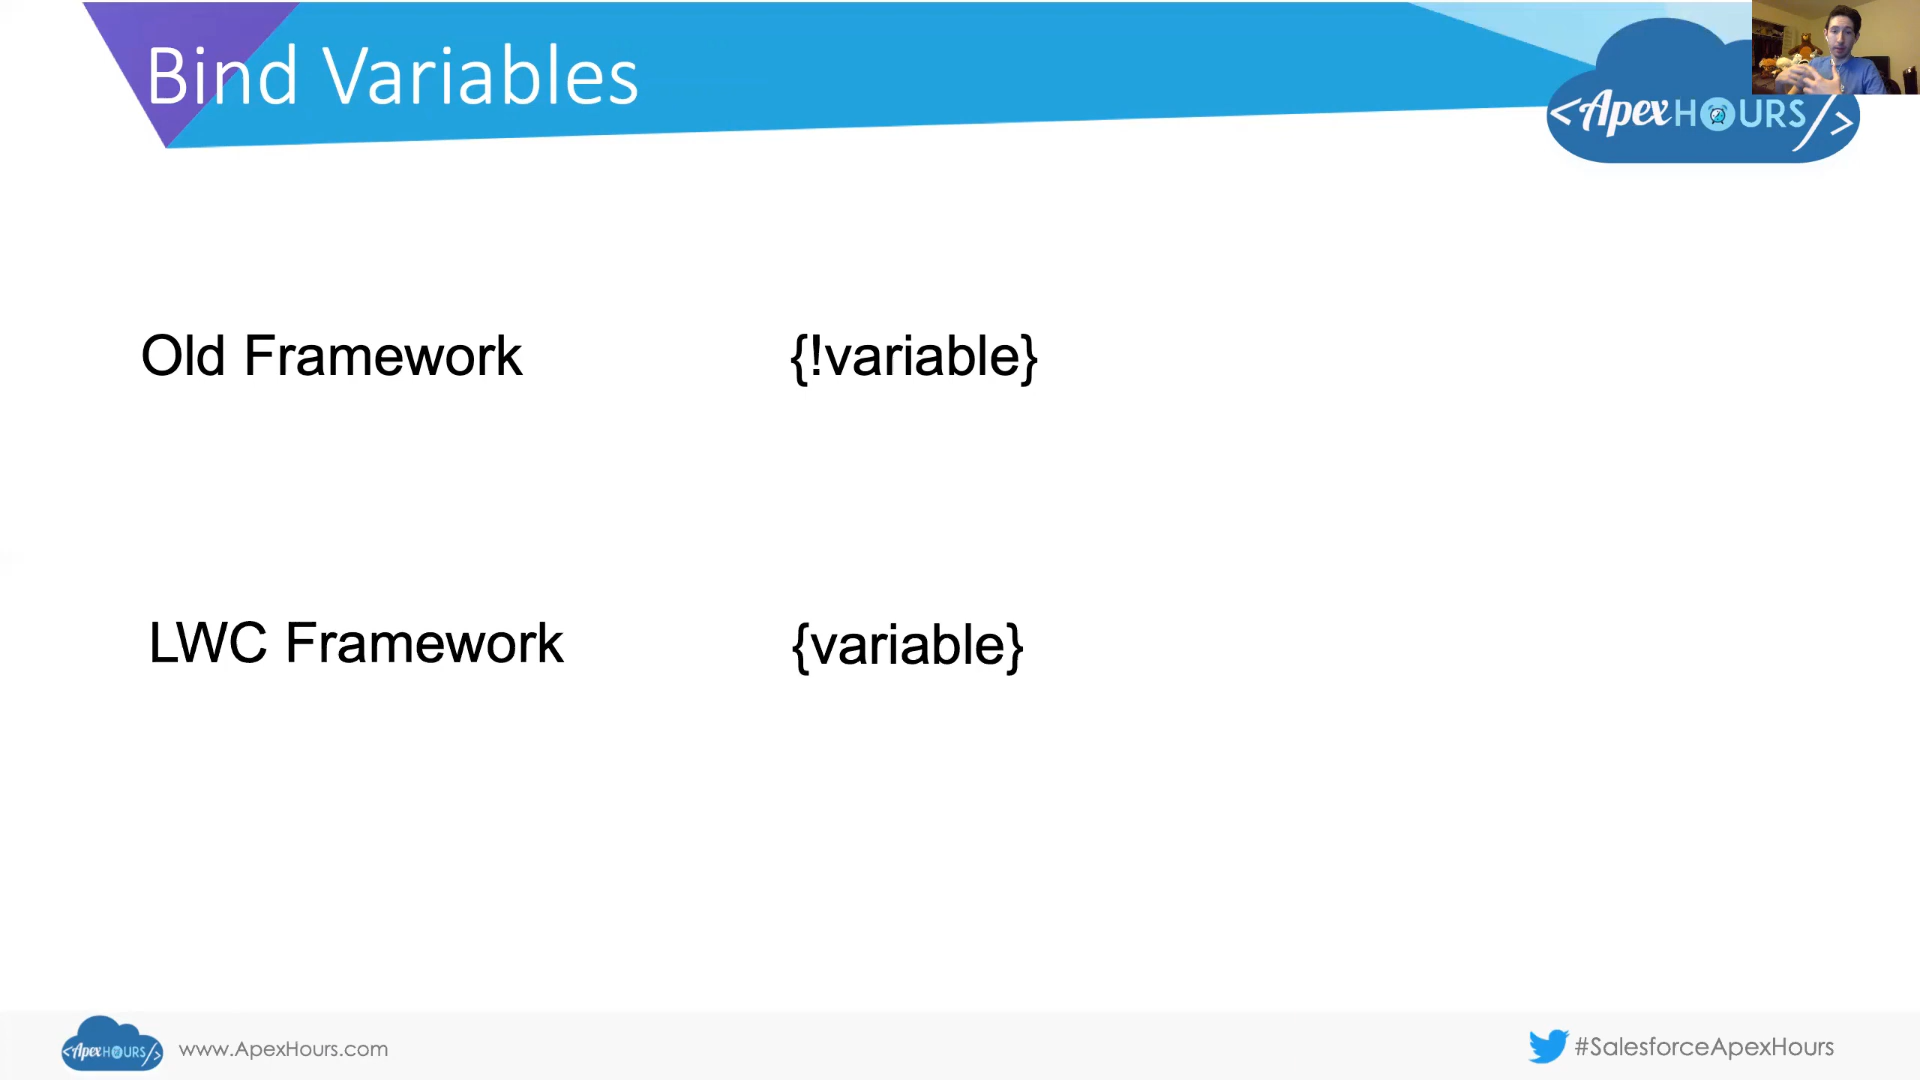 Bind Variables
<ApexHOURS/>
Old Framework {!variable}
LWC Framework {variable}
<ApexHOURS/> www.ApexHours.com #SalesforceApexHours